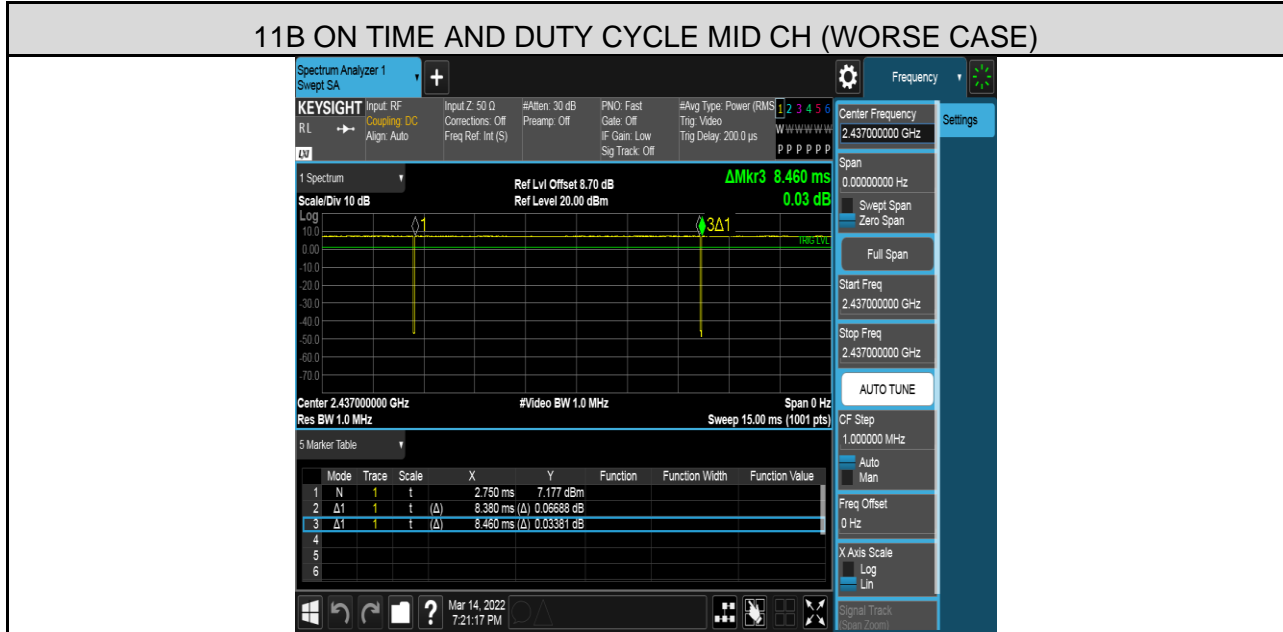 11B ON TIME AND DUTY CYCLE MID CH (WORSE CASE)
Spectrum Analyzer 1
Swept SA
+
Frequency
KEYSIGHT
RL
LXI
Input: RF
Coupling: DC
Align: Auto
Input Z: 50 Ω
Corrections: Off
Freq Ref: Int (S)
#Atten: 30 dB
Preamp: Off
PNO: Fast
Gate: Off
IF Gain: Low
Sig Track: Off
#Avg Type: Power (RMS
Trig: Video
Trig Delay: 200.0 µs
1 2 3 4 5 6
W W W W W W
P P P P P P
1 Spectrum
Scale/Div 10 dB
Ref Lvl Offset 8.70 dB
Ref Level 20.00 dBm
ΔMkr3 8.460 ms
0.03 dB
Log
10.0
0.00
-10.0
-20.0
-30.0
-40.0
-50.0
-60.0
-70.0
1
3Δ1
TRIG LVL
Center 2.437000000 GHz
#Video BW 1.0 MHz
Span 0 Hz
Res BW 1.0 MHz
Sweep 15.00 ms (1001 pts)
5 Marker Table
Mode Trace Scale X Y Function Function Width Function Value
1 N 1 t 2.750 ms 7.177 dBm
2 Δ1 1 t (Δ) 8.380 ms (Δ) 0.06688 dB
3 Δ1 1 t (Δ) 8.460 ms (Δ) 0.03381 dB
4
5
6
?
Mar 14, 2022
7:21:17 PM
Center Frequency
2.437000000 GHz
Settings
Span
0.00000000 Hz
Swept Span
Zero Span
Full Span
Start Freq
2.437000000 GHz
Stop Freq
2.437000000 GHz
AUTO TUNE
CF Step
1.000000 MHz
Auto
Man
Freq Offset
0 Hz
X Axis Scale
Log
Lin
Signal Track
(Span Zoom)